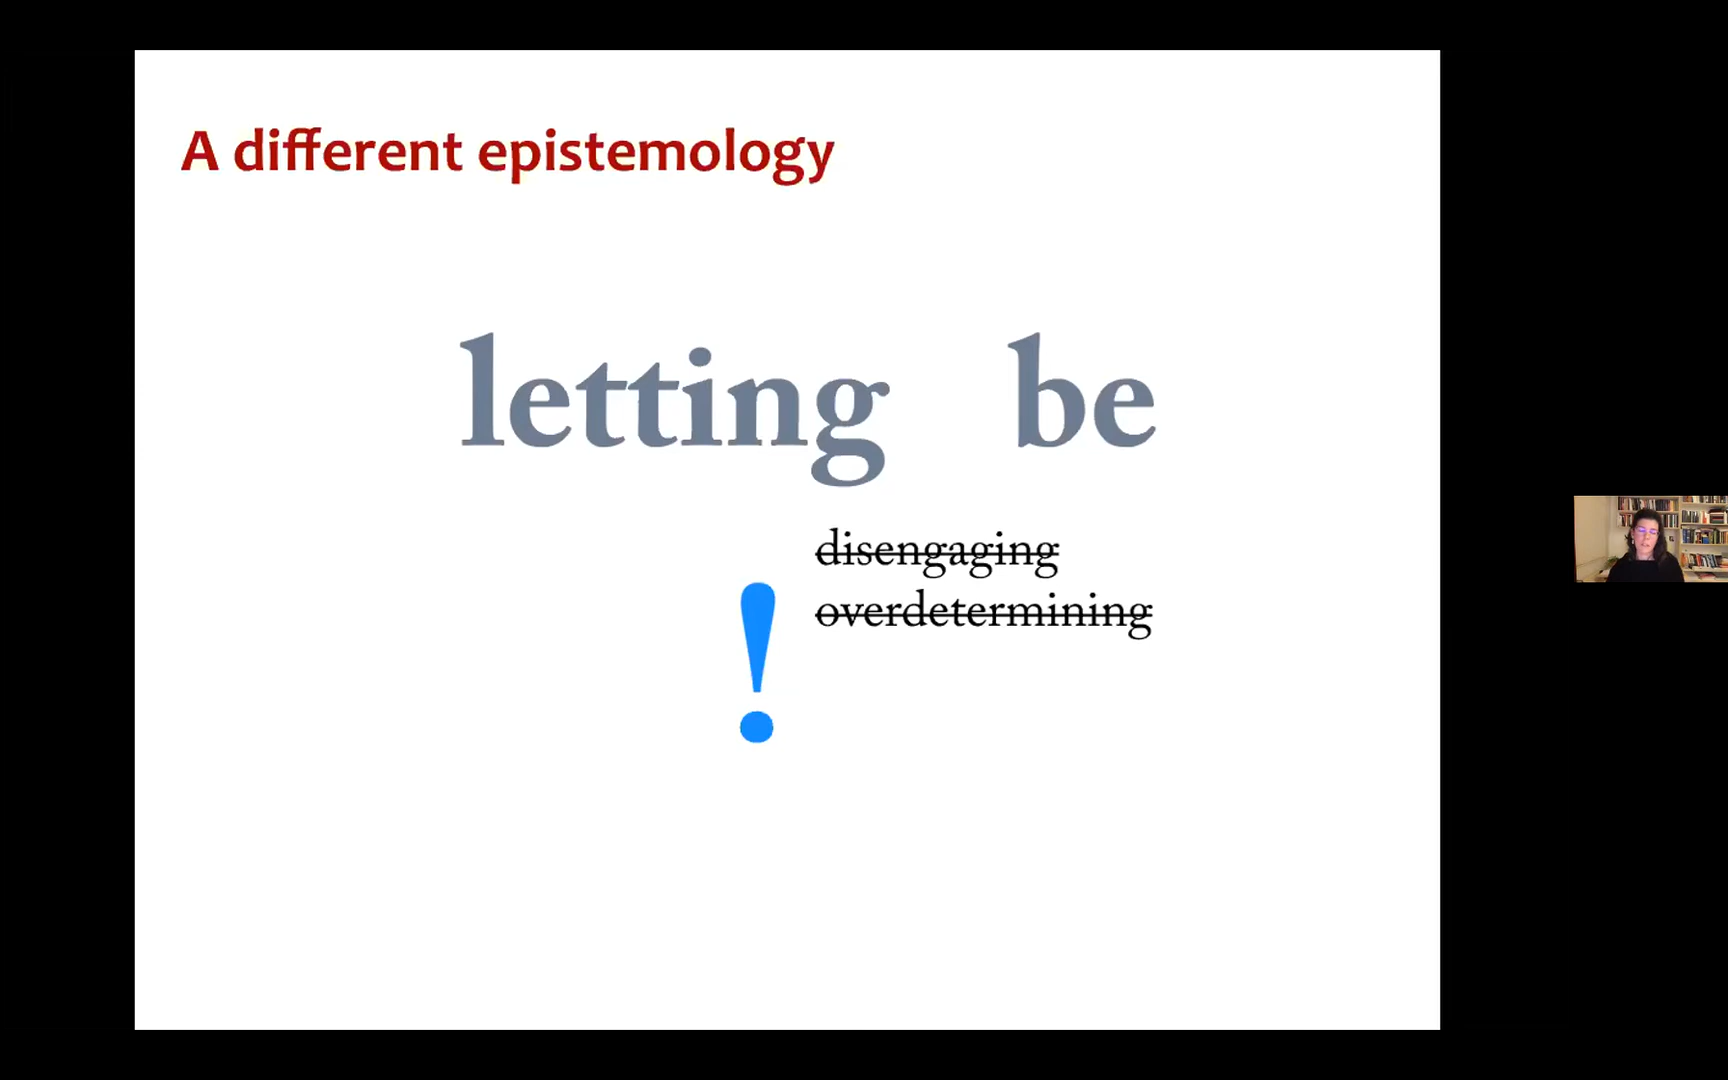 A different epistemology
letting be
disengaging
overdetermining
!